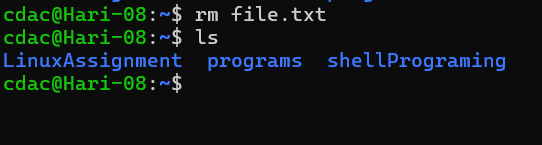 cdac@Hari-08:~$ rm file.txt
cdac@Hari-08:~$ ls
LinuxAssignment  programs  shellPrograming
cdac@Hari-08:~$